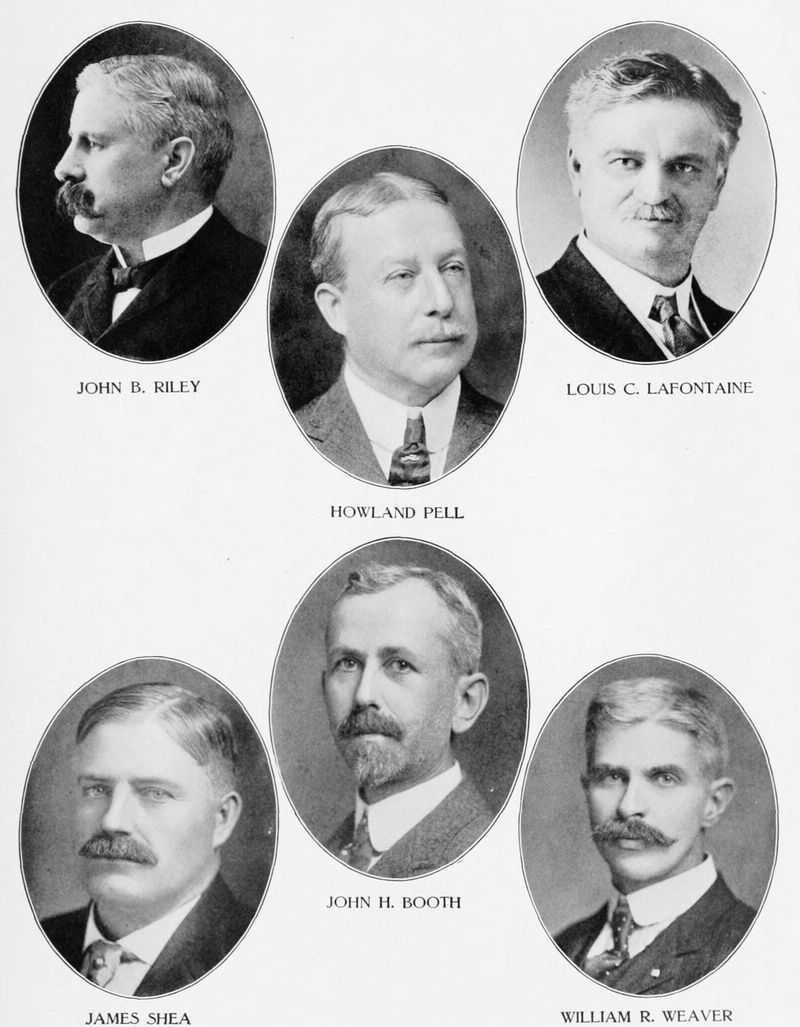 JOHN B. RILEY
LOUIS C. LAFONTAINE
HOWLAND PELL
JOHN H. BOOTH
JAMES SHEA
WILLIAM R. WEAVER